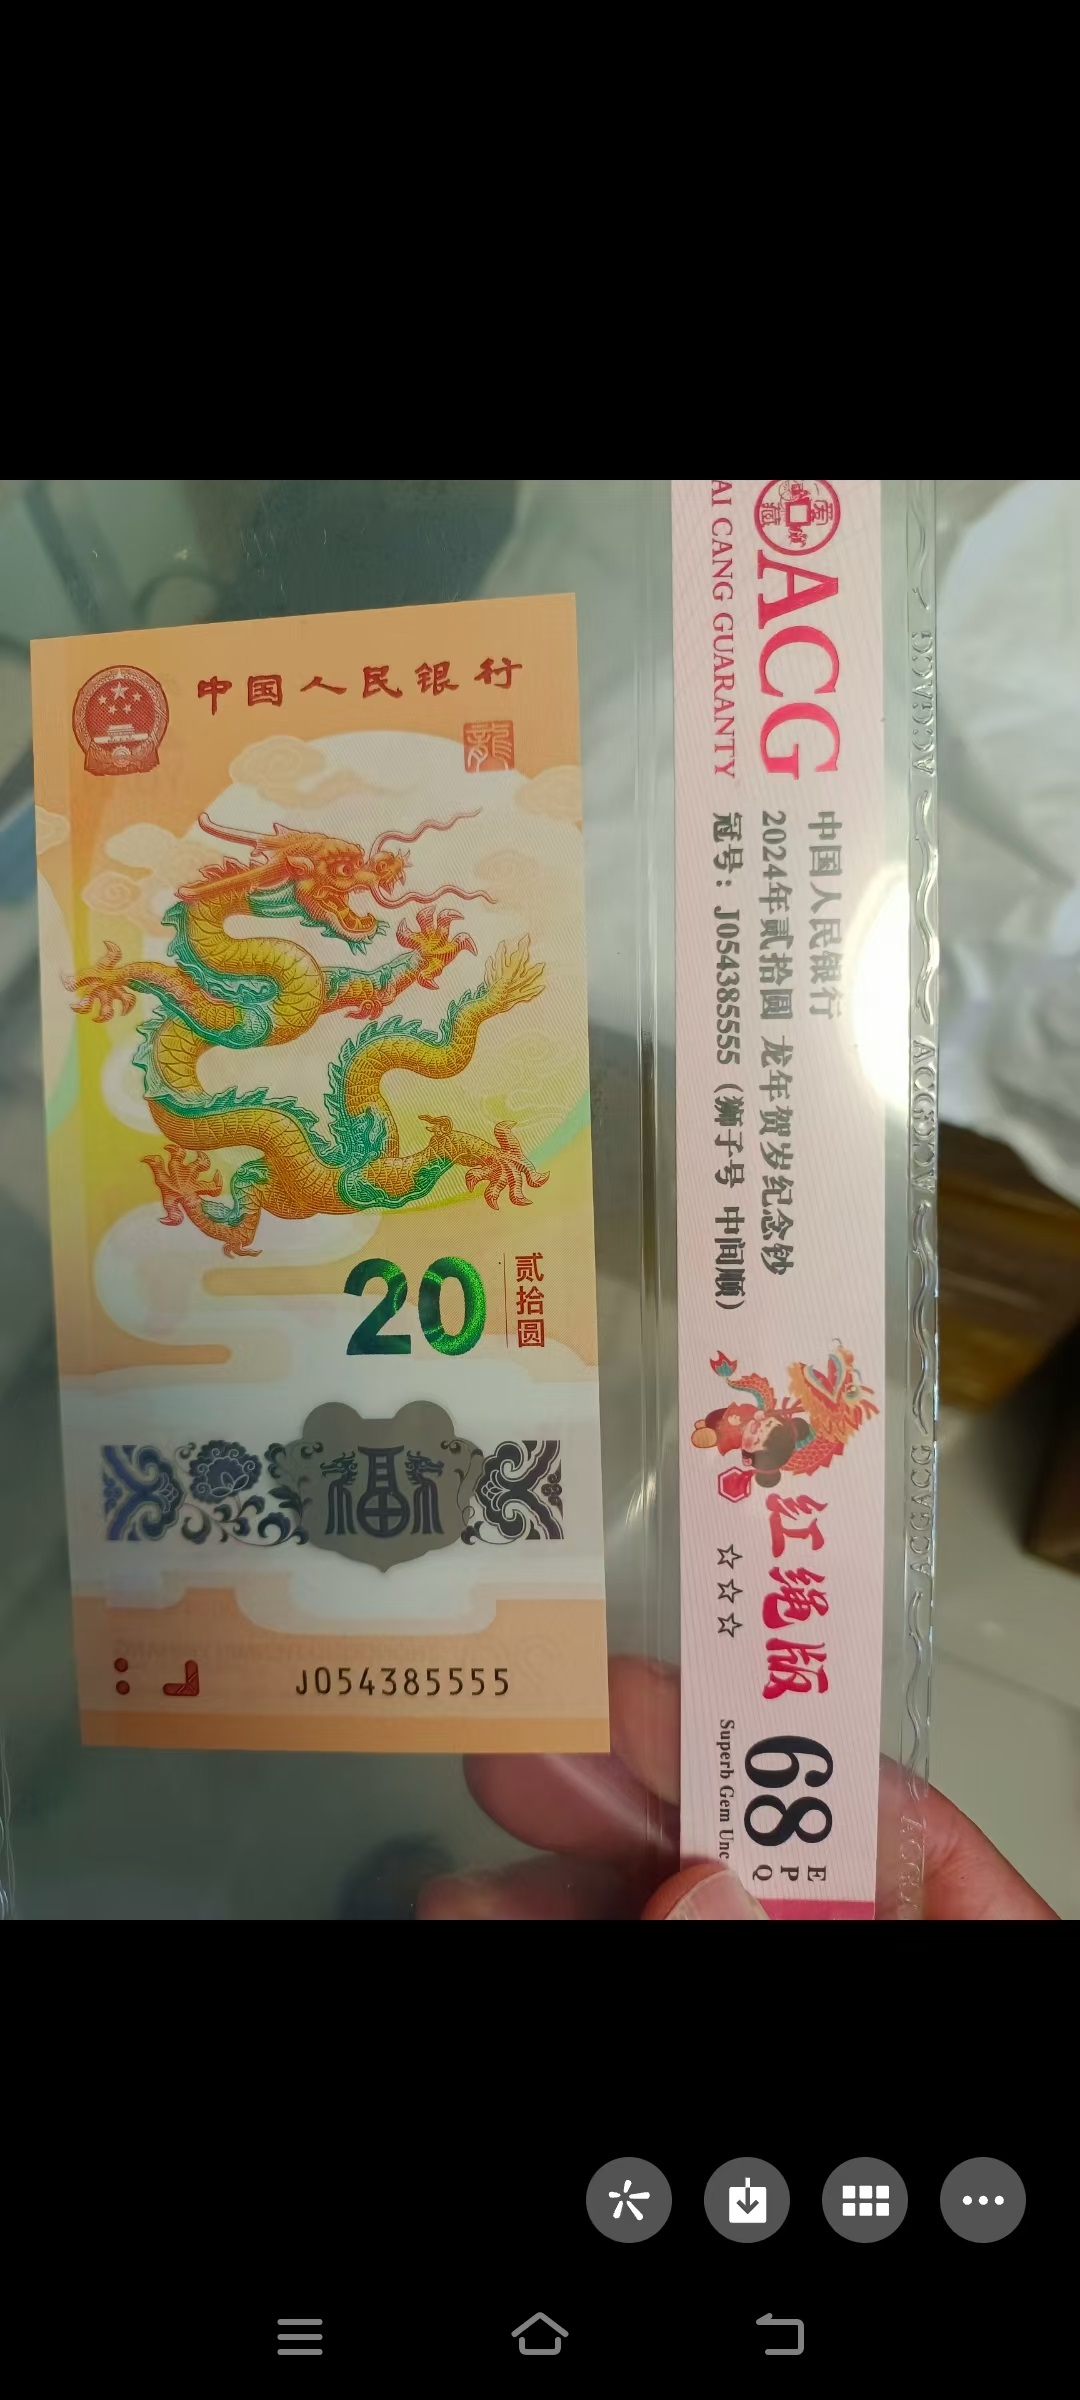 中国人民银行
龍
20
贰拾圆
福
J054385555
ACG
AI CANG GUARANTY
中国人民银行
2024年贰拾圆 龙年贺岁纪念钞
冠号：J054385555（狮子号 中间顺）
红绝版
☆☆☆
68
EPQ
Superb Gem Unc